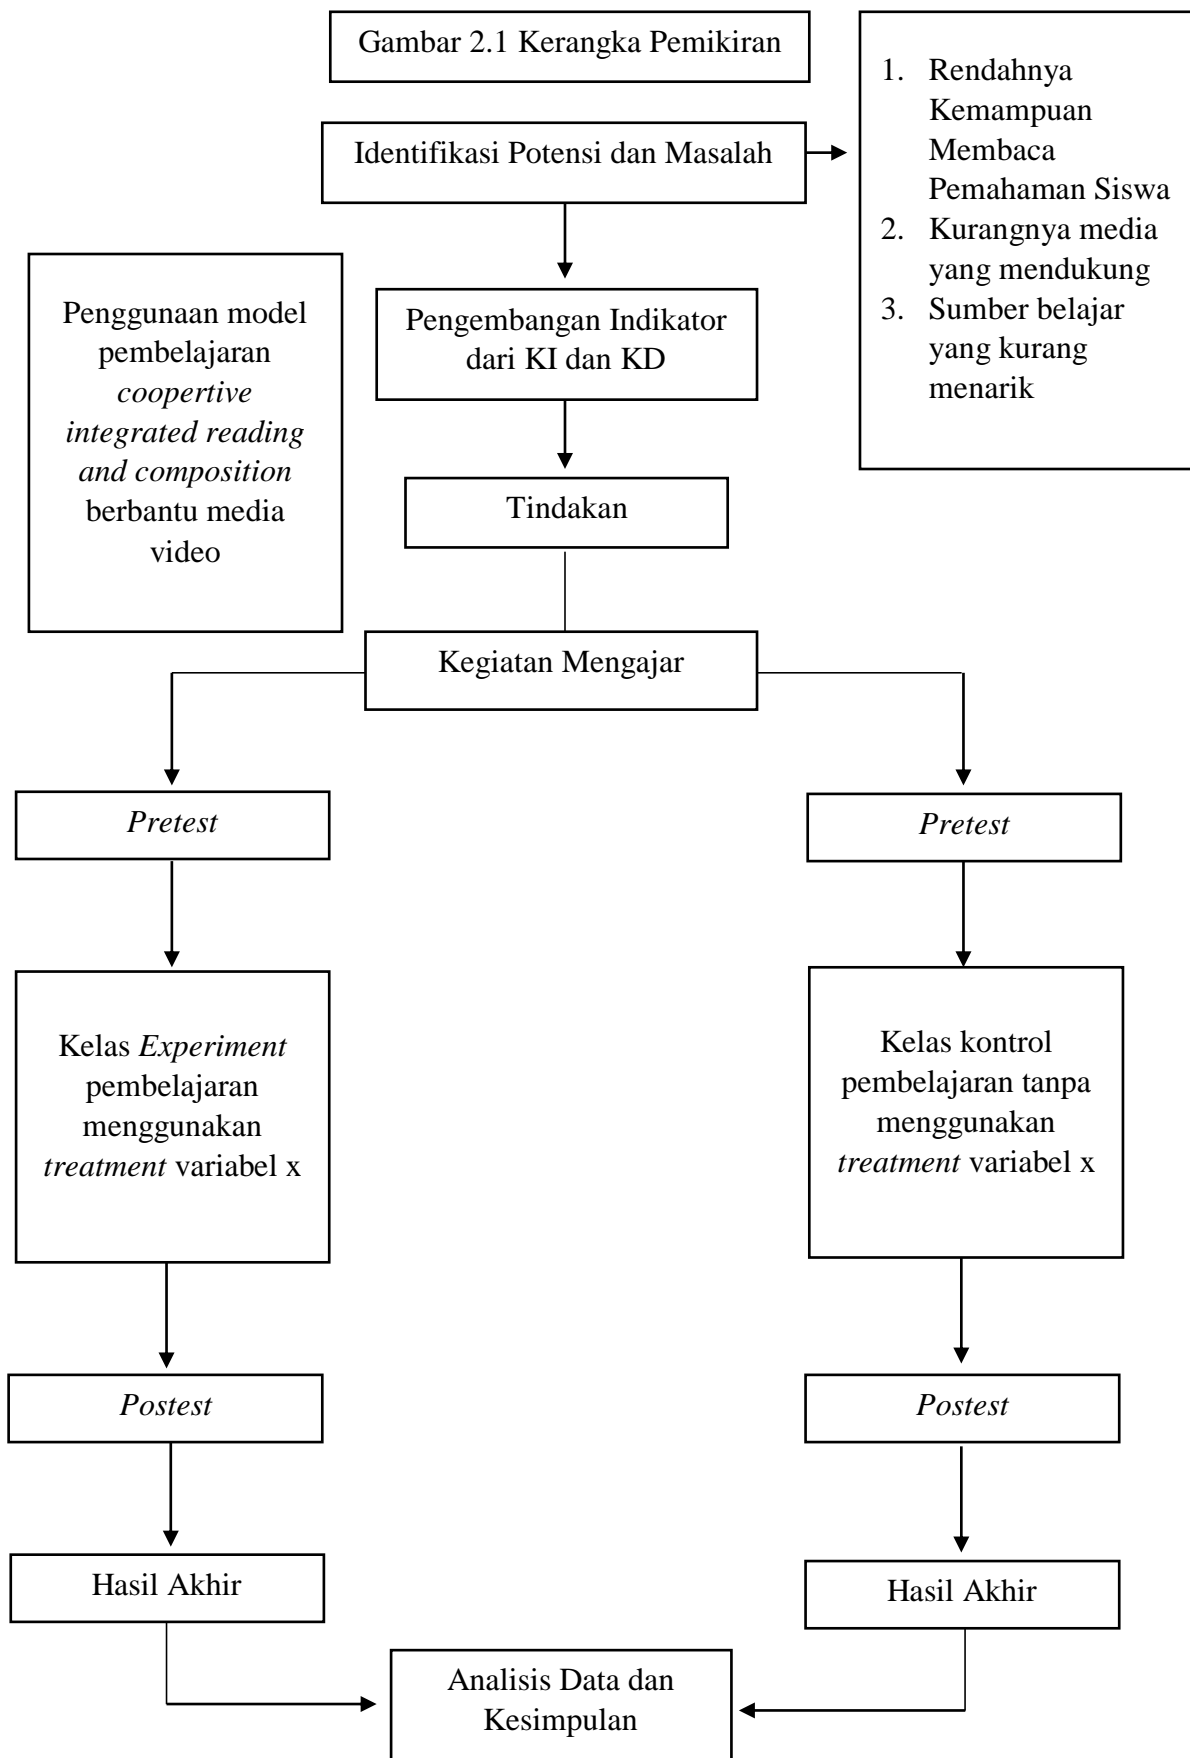 Gambar 2.1 Kerangka Pemikiran
Identifikasi Potensi dan Masalah
1. Rendahnya
Kemampuan
Membaca
Pemahaman Siswa
2. Kurangnya media
yang mendukung
3. Sumber belajar
yang kurang
menarik
Penggunaan model
pembelajaran
coopertive
integrated reading
and composition
berbantu media
video
Pengembangan Indikator
dari KI dan KD
Tindakan
Kegiatan Mengajar
Pretest
Pretest
Kelas Experiment
pembelajaran
menggunakan
treatment variabel x
Kelas kontrol
pembelajaran tanpa
menggunakan
treatment variabel x
Postest
Postest
Hasil Akhir
Hasil Akhir
Analisis Data dan
Kesimpulan